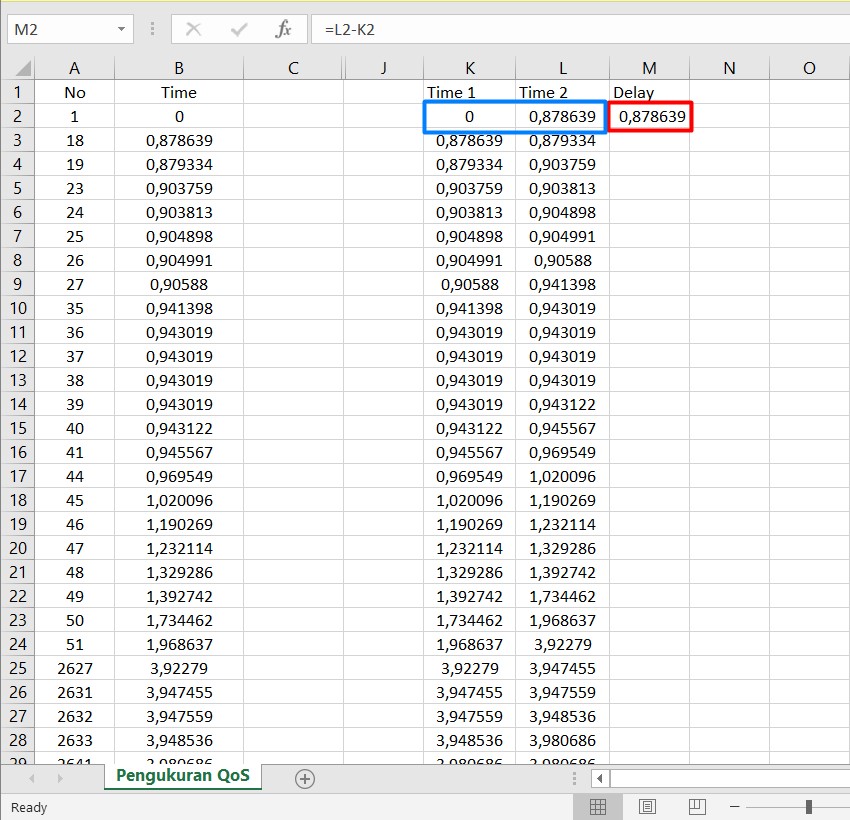 M2 fx =L2-K2
A B C J K L M N O
1 No Time Time 1 Time 2 Delay
2 1 0 0 0,878639 0,878639
3 18 0,878639 0,878639 0,879334
4 19 0,879334 0,879334 0,903759
5 23 0,903759 0,903759 0,903813
6 24 0,903813 0,903813 0,904898
7 25 0,904898 0,904898 0,904991
8 26 0,904991 0,904991 0,90588
9 27 0,90588 0,90588 0,941398
10 35 0,941398 0,941398 0,943019
11 36 0,943019 0,943019 0,943019
12 37 0,943019 0,943019 0,943019
13 38 0,943019 0,943019 0,943019
14 39 0,943019 0,943019 0,943122
15 40 0,943122 0,943122 0,945567
16 41 0,945567 0,945567 0,969549
17 44 0,969549 0,969549 1,020096
18 45 1,020096 1,020096 1,190269
19 46 1,190269 1,190269 1,232114
20 47 1,232114 1,232114 1,329286
21 48 1,329286 1,329286 1,392742
22 49 1,392742 1,392742 1,734462
23 50 1,734462 1,734462 1,968637
24 51 1,968637 1,968637 3,92279
25 2627 3,92279 3,92279 3,947455
26 2631 3,947455 3,947455 3,947559
27 2632 3,947559 3,947559 3,948536
28 2633 3,948536 3,948536 3,980686
29 2641 3,980686 3,980686 3,980686
Pengukuran QoS
Ready